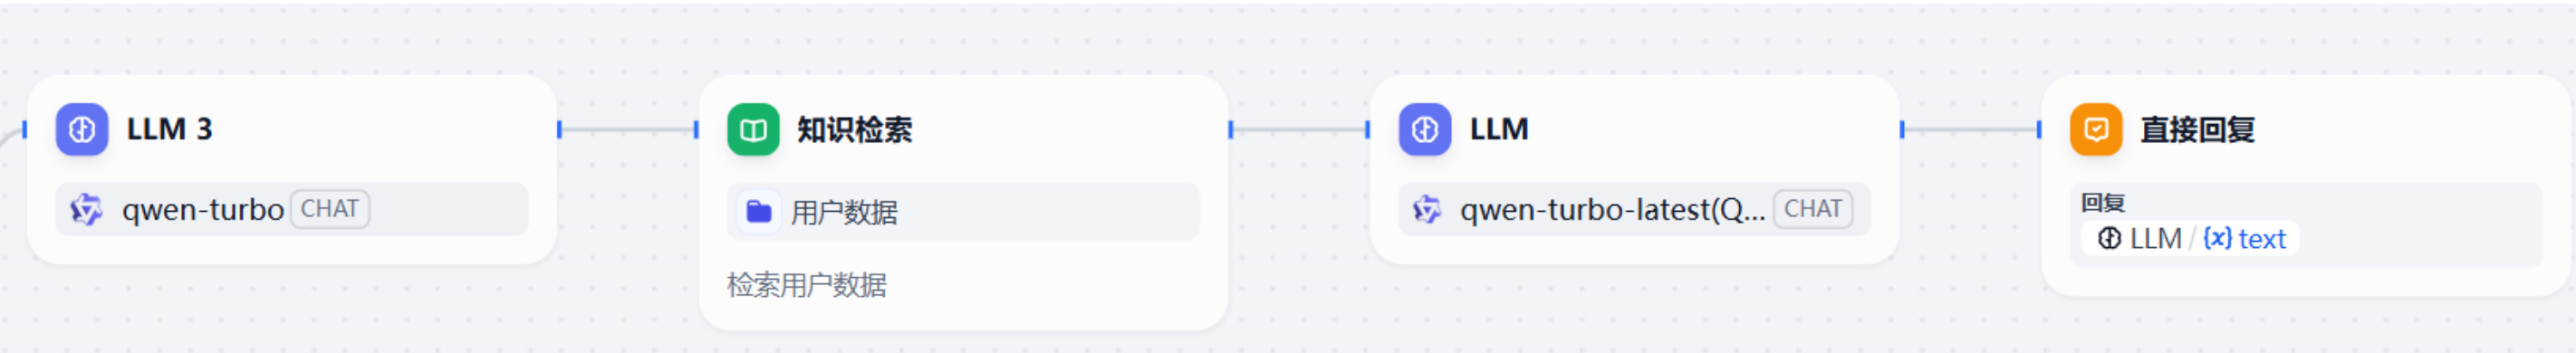 LLM 3
qwen-turbo CHAT
知识检索
用户数据
检索用户数据
LLM
qwen-turbo-latest(Q... CHAT
直接回复
回复
LLM / {x} text